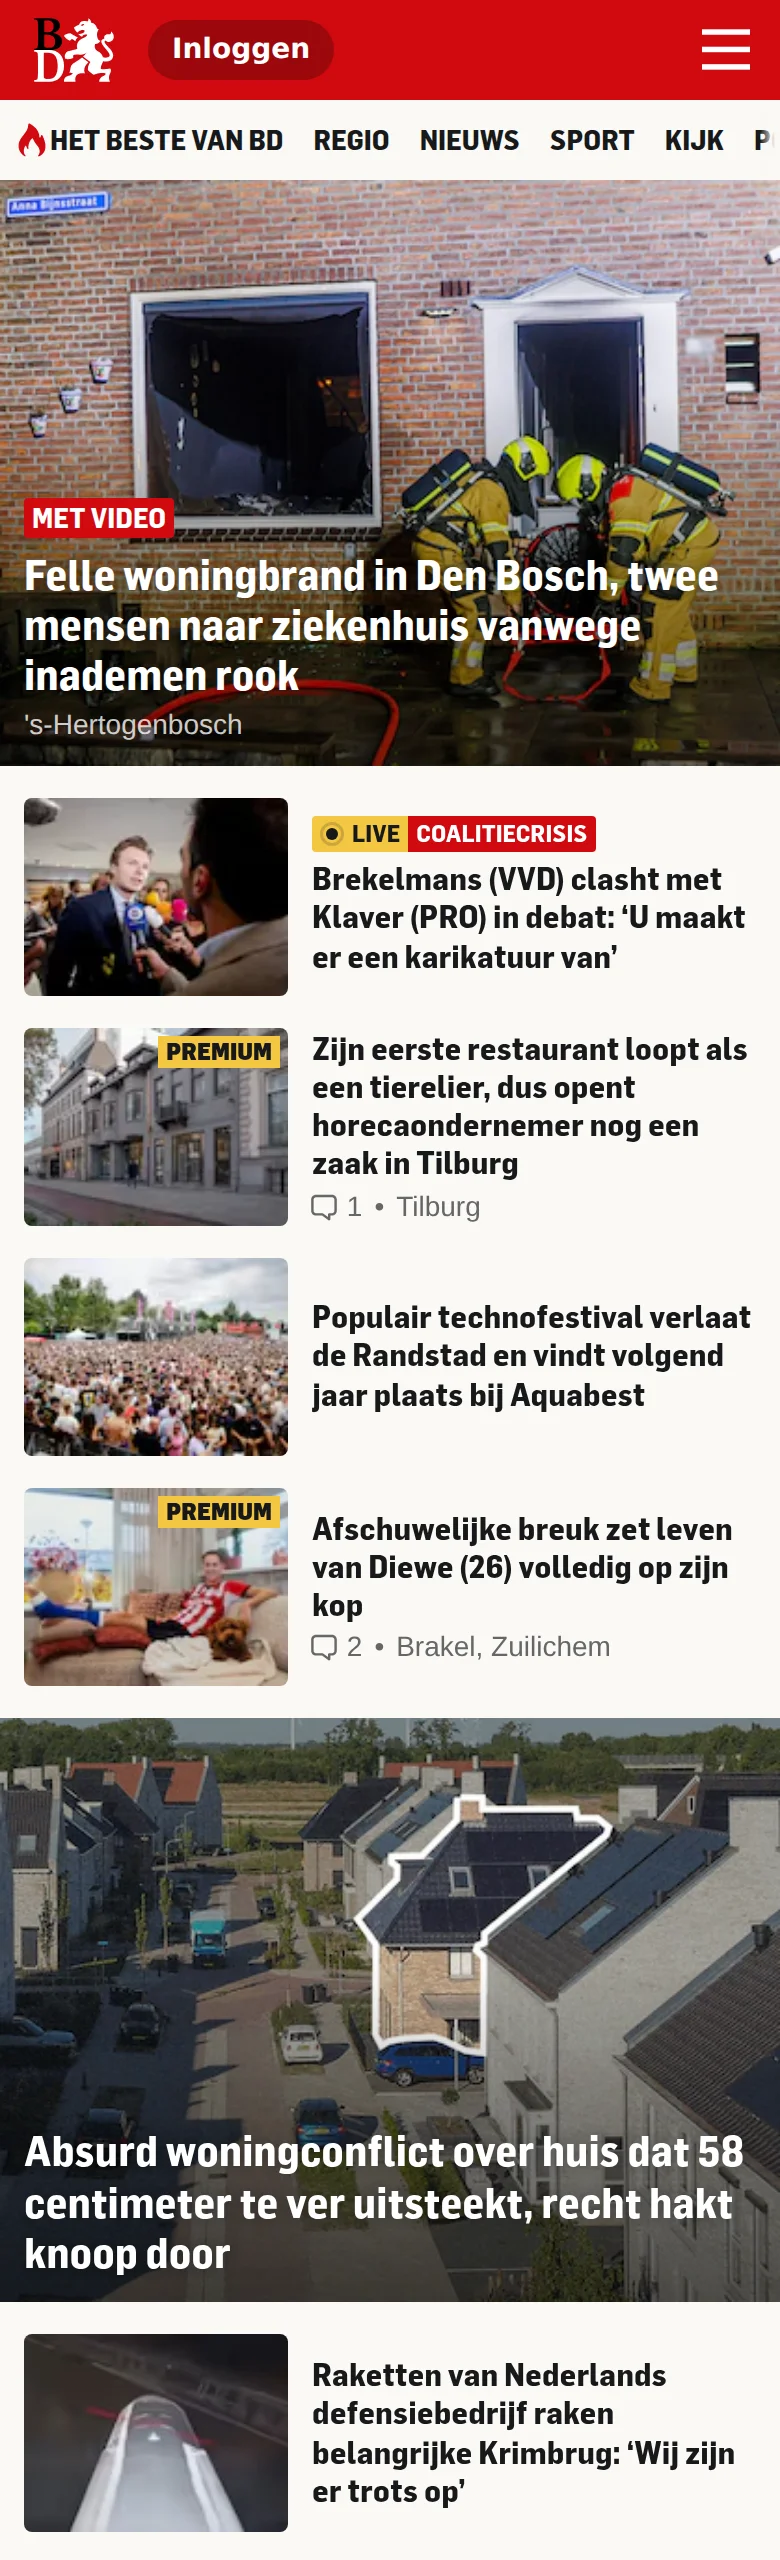 BD
Inloggen
HET BESTE VAN BD REGIO NIEUWS SPORT KIJK
Anna Bijnsstraat
MET VIDEO
Felle woningbrand in Den Bosch, twee
mensen naar ziekenhuis vanwege
inademen rook
's-Hertogenbosch
LIVE COALITIECRISIS
Brekelmans (VVD) clasht met
Klaver (PRO) in debat: ‘U maakt
er een karikatuur van’
PREMIUM
Zijn eerste restaurant loopt als
een tierelier, dus opent
horecaondernemer nog een
zaak in Tilburg
1 • Tilburg
Populair technofestival verlaat
de Randstad en vindt volgend
jaar plaats bij Aquabest
PREMIUM
Afschuwelijke breuk zet leven
van Diewe (26) volledig op zijn
kop
2 • Brakel, Zuilichem
Absurd woningconflict over huis dat 58
centimeter te ver uitsteekt, recht hakt
knoop door
Raketten van Nederlands
defensiebedrijf raken
belangrijke Krimbrug: ‘Wij zijn
er trots op’